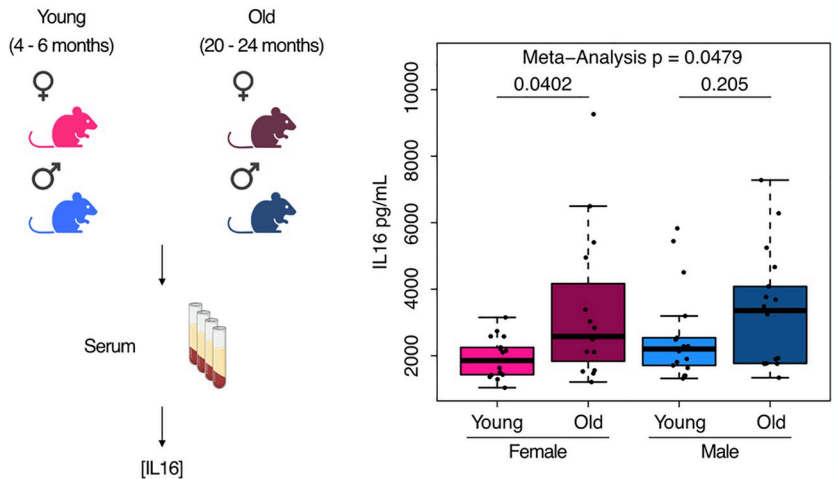 Young
(4 - 6 months)
Old
(20 - 24 months)
♀
♀
♂
♂
Serum
[IL16]
Meta−Analysis p = 0.0479
0.0402
0.205
IL16 pg/mL
10000
8000
6000
4000
2000
Young
Old
Young
Old
Female
Male